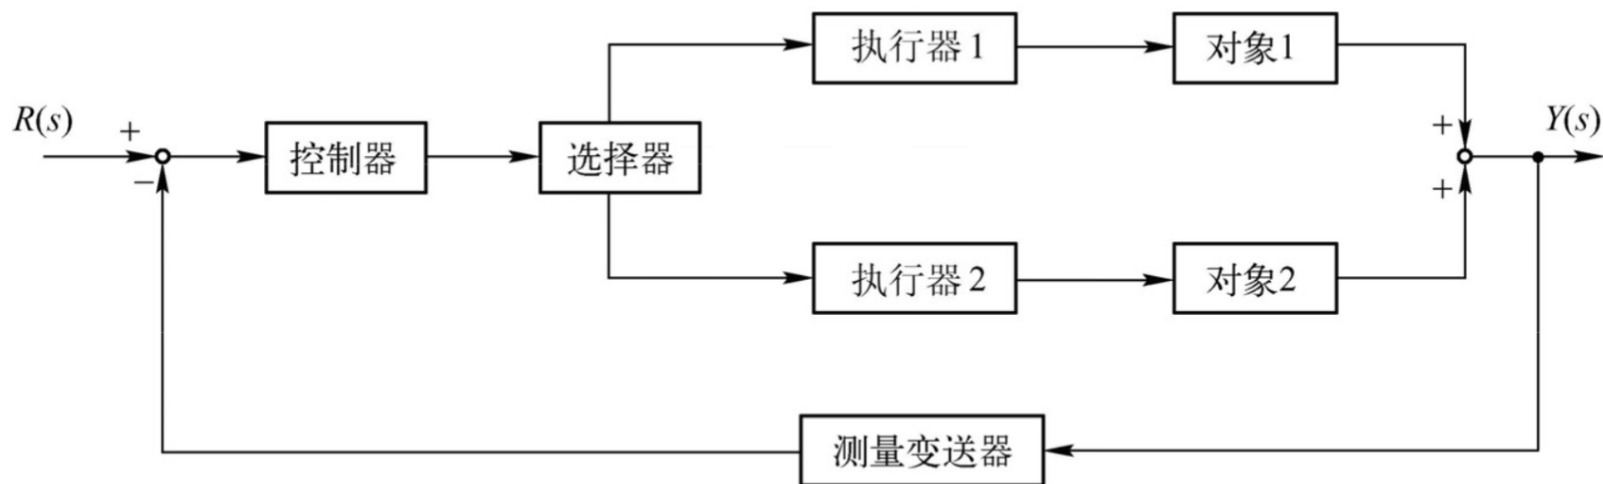 执行器1
对象1
R(s)
+
控制器
选择器
+
Y(s)
−
+
执行器2
对象2
测量变送器